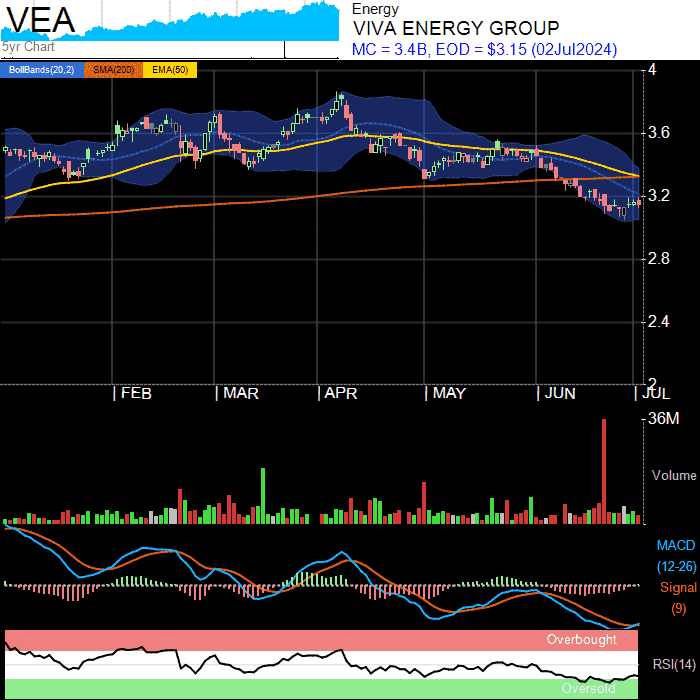 VEA
5yr Chart
Energy
VIVA ENERGY GROUP
MC = 3.4B, EOD = $3.15 (02Jul2024)
BollBands(20,2) SMA(200) EMA(50)
4
3.6
3.2
2.8
2.4
2
FEB MAR APR MAY JUN JUL
36M
Volume
MACD
(12-26)
Signal
(9)
Overbought
RSI(14)
Oversold